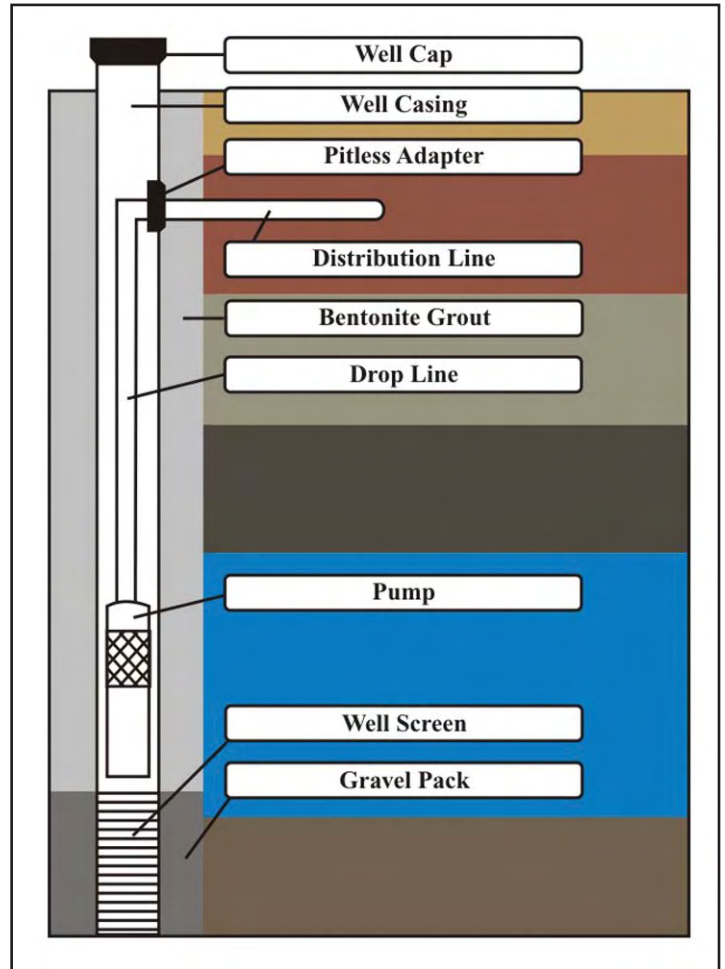 Well Cap
Well Casing
Pitless Adapter
Distribution Line
Bentonite Grout
Drop Line
Pump
Well Screen
Gravel Pack